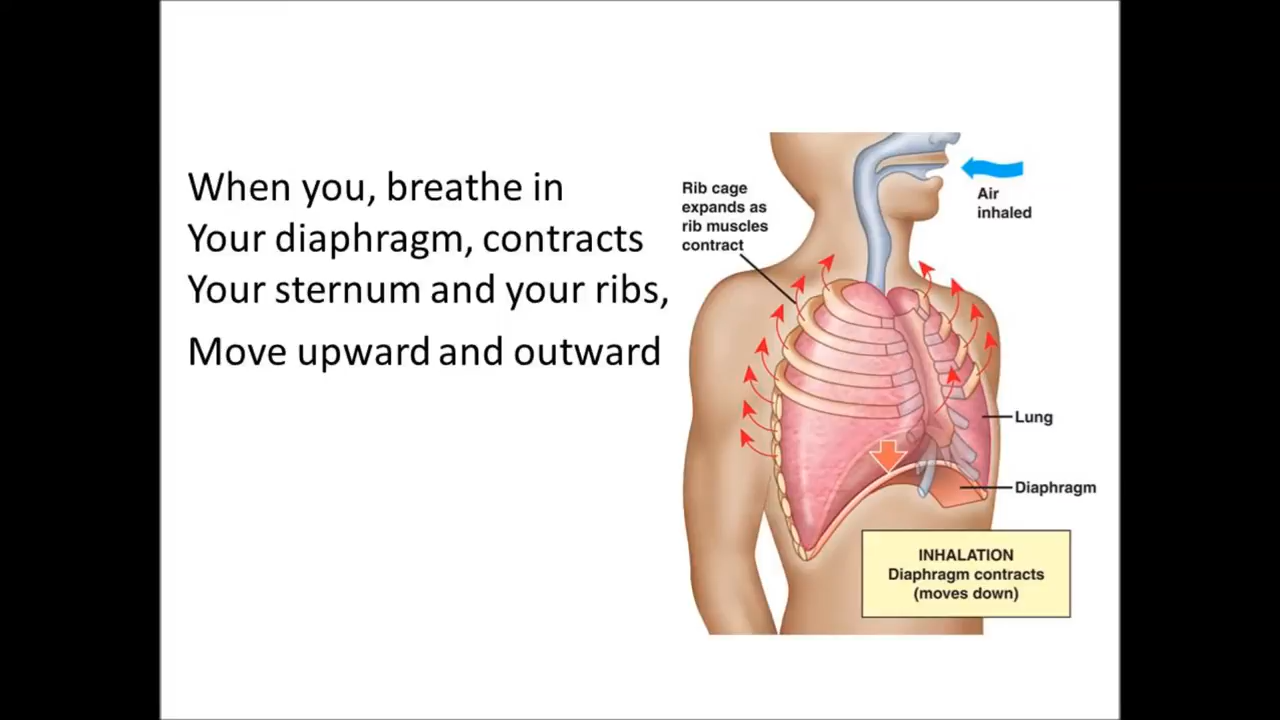 When you, breathe in
Your diaphragm, contracts
Your sternum and your ribs,
Move upward and outward
Rib cage
expands as
rib muscles
contract
Air
inhaled
Lung
Diaphragm
INHALATION
Diaphragm contracts
(moves down)